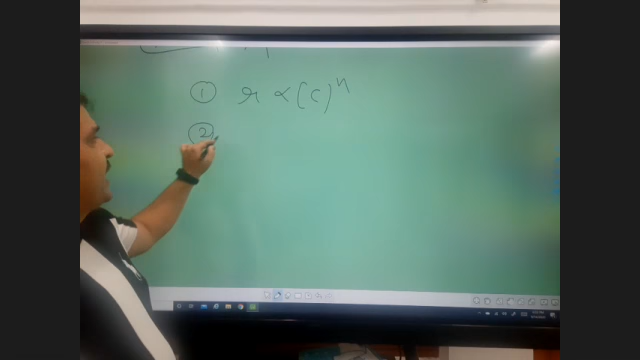 ① r ∝ (c)^n
②